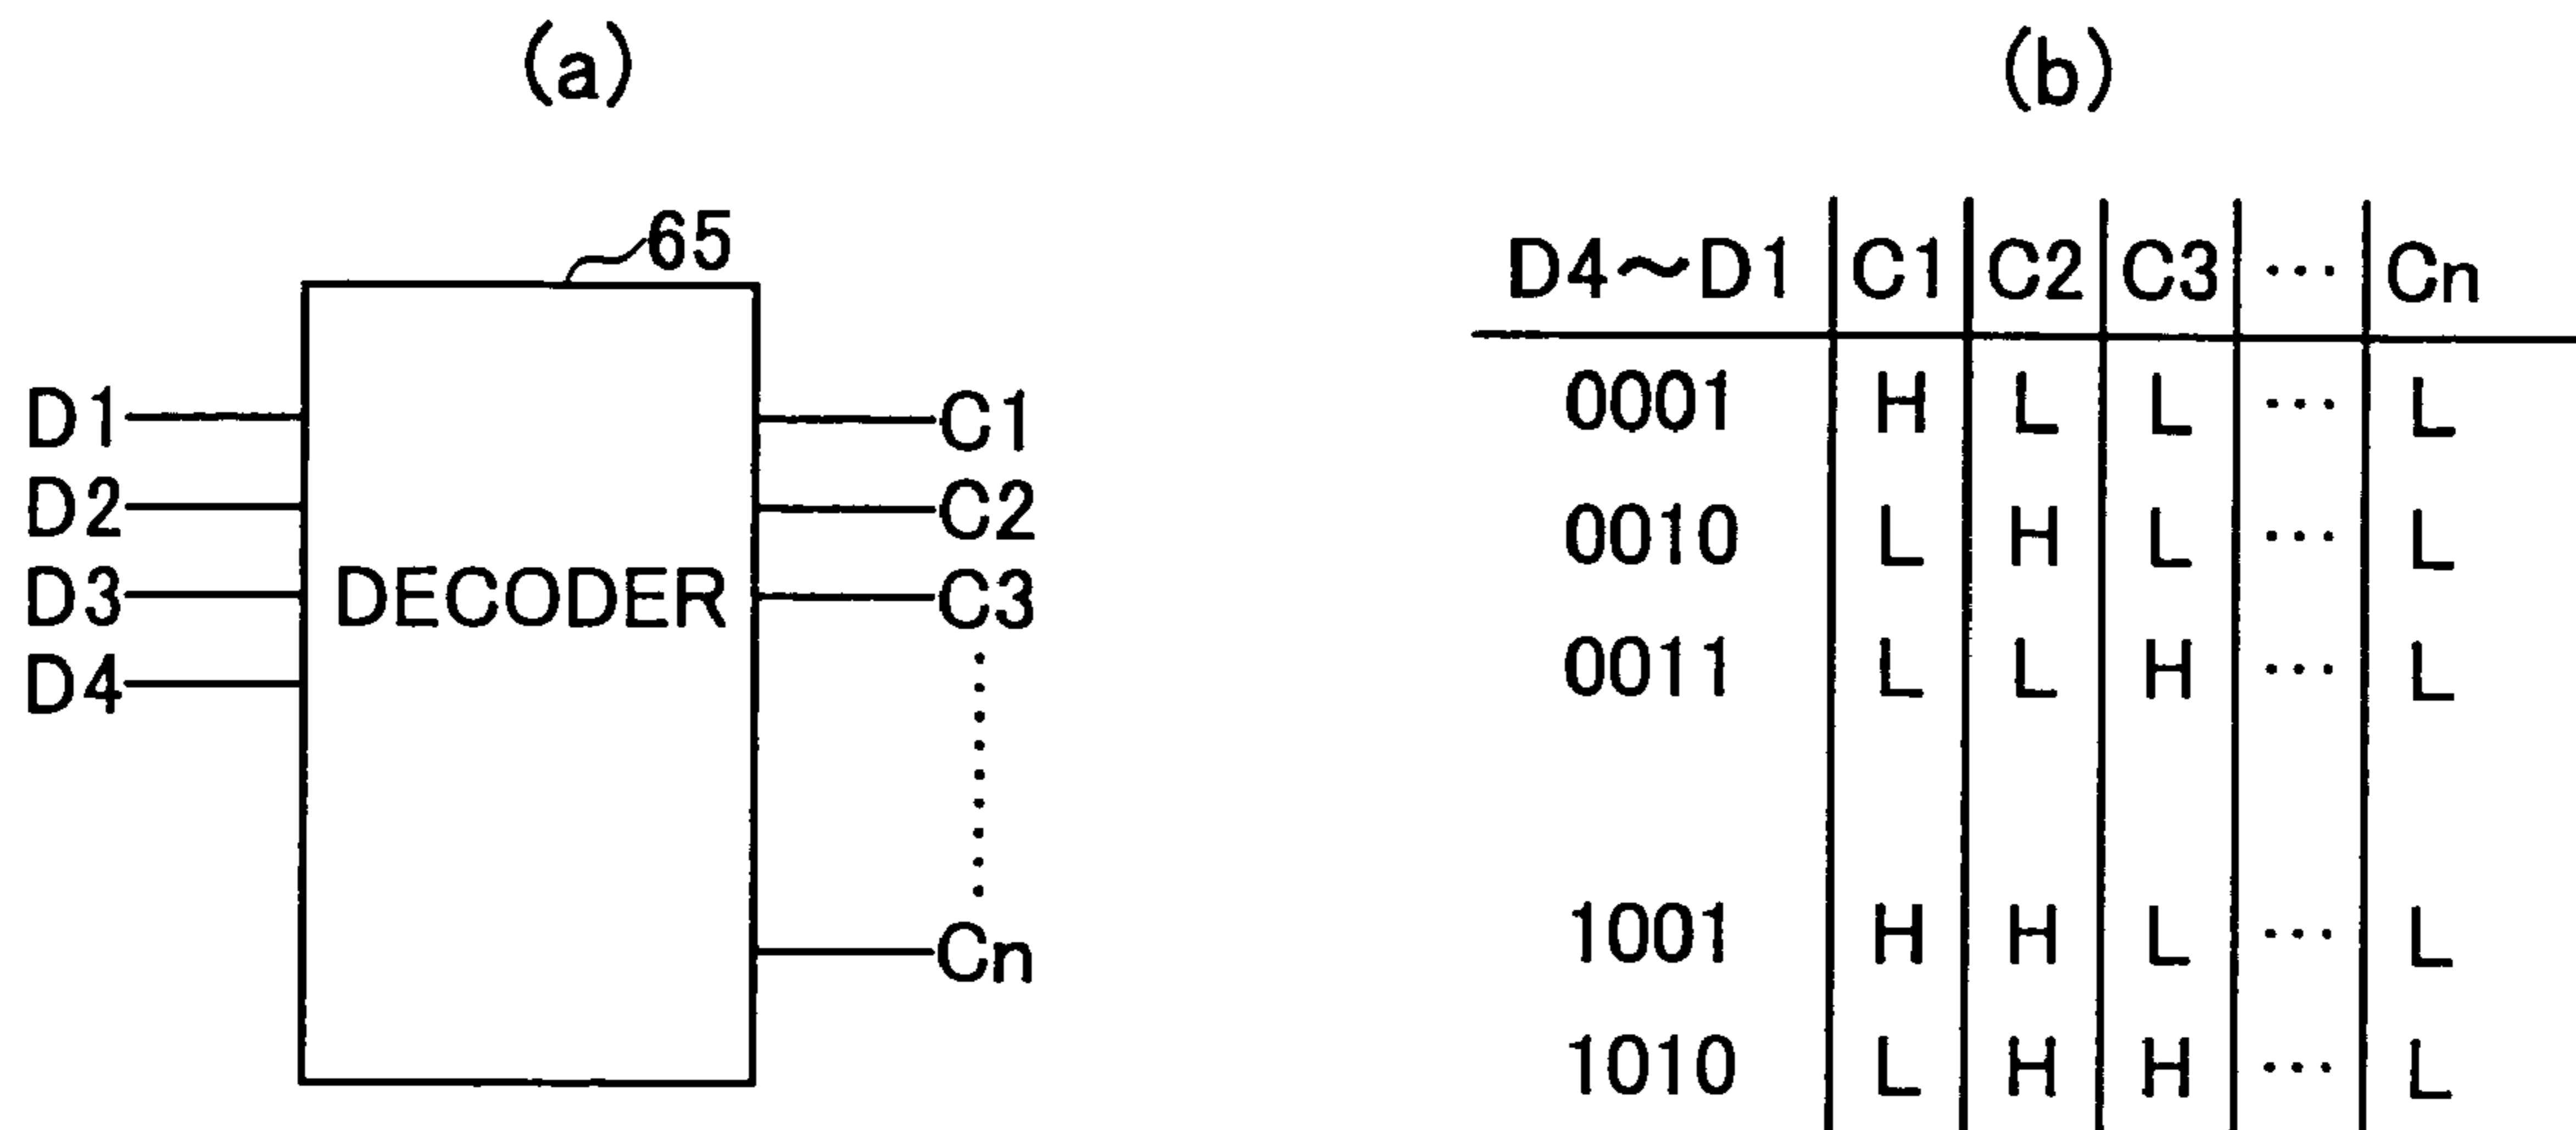 (a)
65
D1
D2
D3
D4
DECODER
C1
C2
C3
Cn
(b)
D4~D1 C1 C2 C3 ... Cn
0001 H L L ... L
0010 L H L ... L
0011 L L H ... L
1001 H H L ... L
1010 L H H ... L